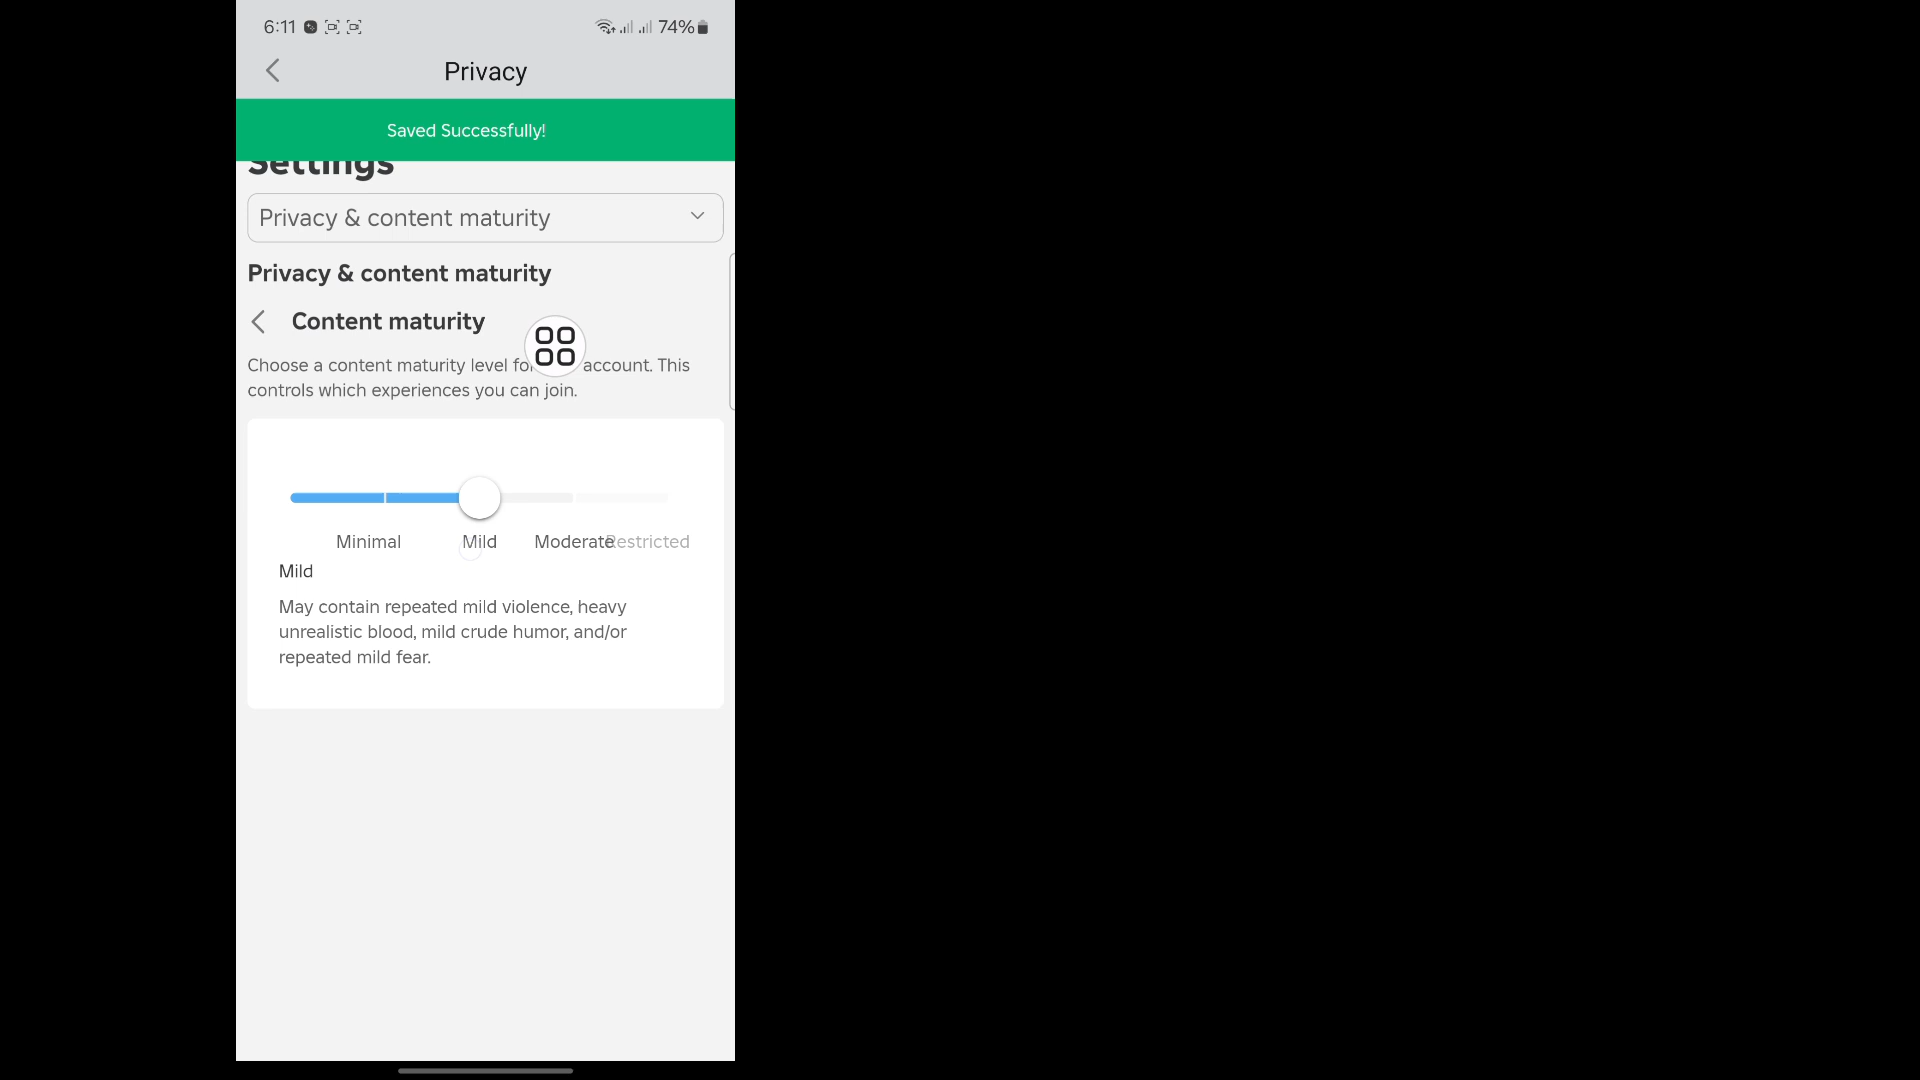 6:11 74%
Privacy
Saved Successfully!
Settings
Privacy & content maturity
Privacy & content maturity
Content maturity
Choose a content maturity level for account. This
controls which experiences you can join.
Minimal Mild Moderate Restricted
Mild
May contain repeated mild violence, heavy
unrealistic blood, mild crude humor, and/or
repeated mild fear.